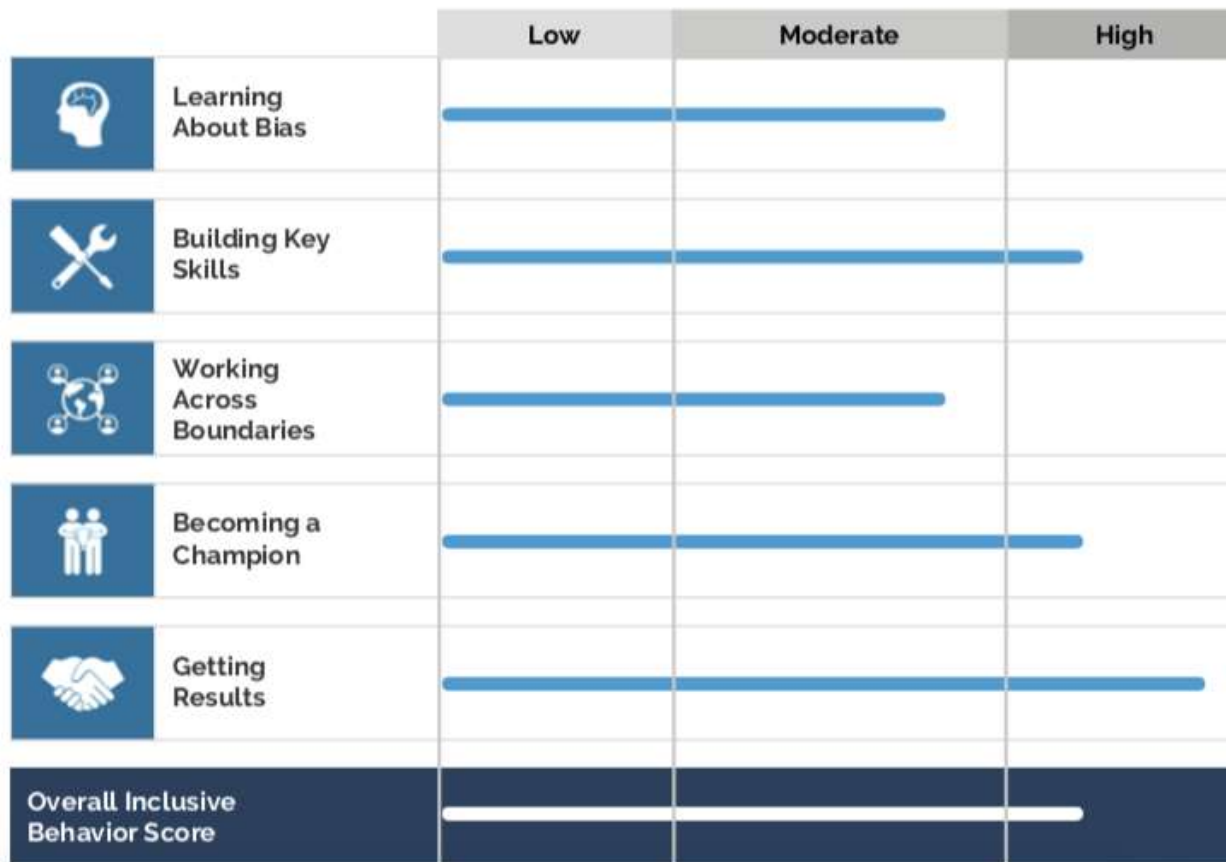 Low Moderate High
Learning
About Bias
Building Key
Skills
Working
Across
Boundaries
Becoming a
Champion
Getting
Results
Overall Inclusive
Behavior Score